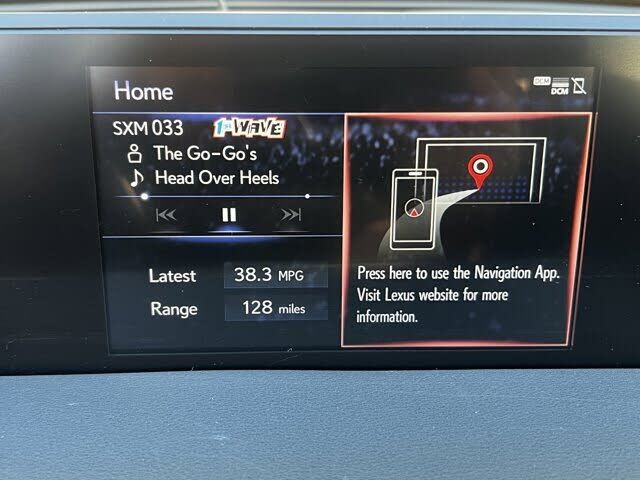 Home
DCM
DCM
SXM 033
1st WAVE
The Go-Go's
Head Over Heels
Latest 38.3 MPG
Range 128 miles
Press here to use the Navigation App.
Visit Lexus website for more
information.